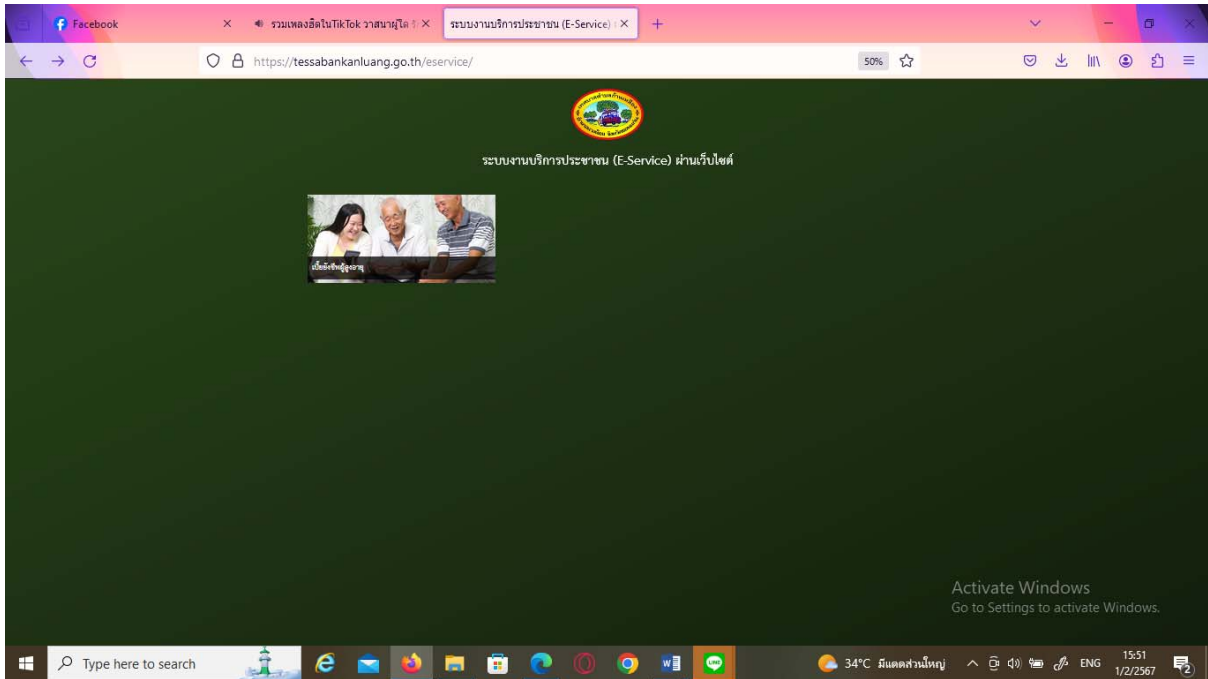 Facebook
รวมเพลงฮิตในTikTok วาสนาผู้ใด
ระบบงานบริการประชาชน (E-Service)
https://tessabankanluang.go.th/eservice/
50%
ระบบงานบริการประชาชน (E-Service) ผ่านเว็บไซต์
เบี้ยยังชีพผู้สูงอายุ
Activate Windows
Go to Settings to activate Windows.
Type here to search
34°C มีแดดส่วนใหญ่
ENG
15:51
1/2/2567
2